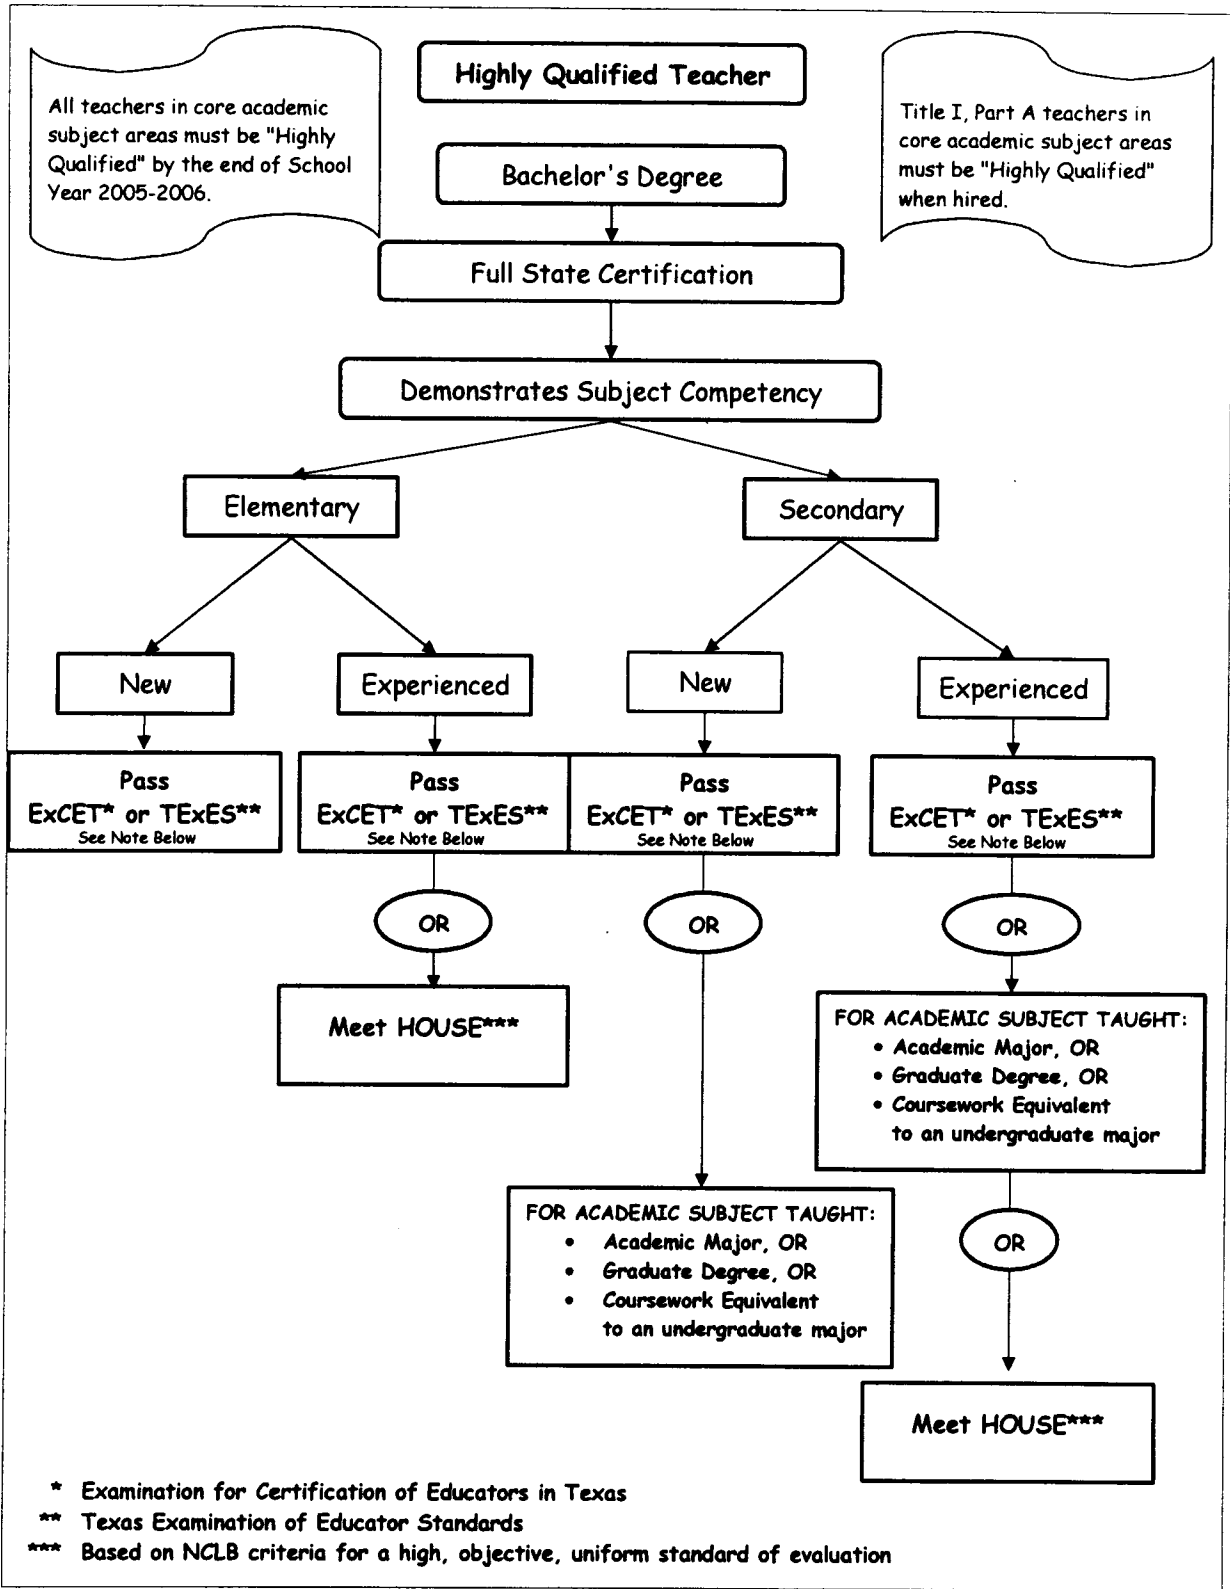 Highly Qualified Teacher
All teachers in core academic
subject areas must be "Highly
Qualified" by the end of School
Year 2005-2006.
Title I, Part A teachers in
core academic subject areas
must be "Highly Qualified"
when hired.
Bachelor's Degree
Full State Certification
Demonstrates Subject Competency
Elementary
Secondary
New
Experienced
New
Experienced
Pass
ExCET* or TExES**
See Note Below
Pass
ExCET* or TExES**
See Note Below
Pass
ExCET* or TExES**
See Note Below
Pass
ExCET* or TExES**
See Note Below
OR
OR
OR
Meet HOUSE***
FOR ACADEMIC SUBJECT TAUGHT:
• Academic Major, OR
• Graduate Degree, OR
• Coursework Equivalent
to an undergraduate major
FOR ACADEMIC SUBJECT TAUGHT:
• Academic Major, OR
• Graduate Degree, OR
• Coursework Equivalent
to an undergraduate major
OR
Meet HOUSE***
* Examination for Certification of Educators in Texas
** Texas Examination of Educator Standards
*** Based on NCLB criteria for a high, objective, uniform standard of evaluation